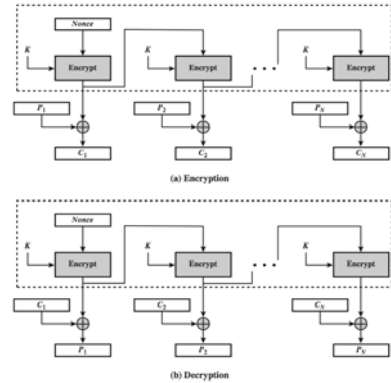 Nonce
K K K
Encrypt Encrypt Encrypt
P1 P2 PN
C1 C2 CN
(a) Encryption
Nonce
K K K
Encrypt Encrypt Encrypt
C1 C2 CN
P1 P2 PN
(b) Decryption